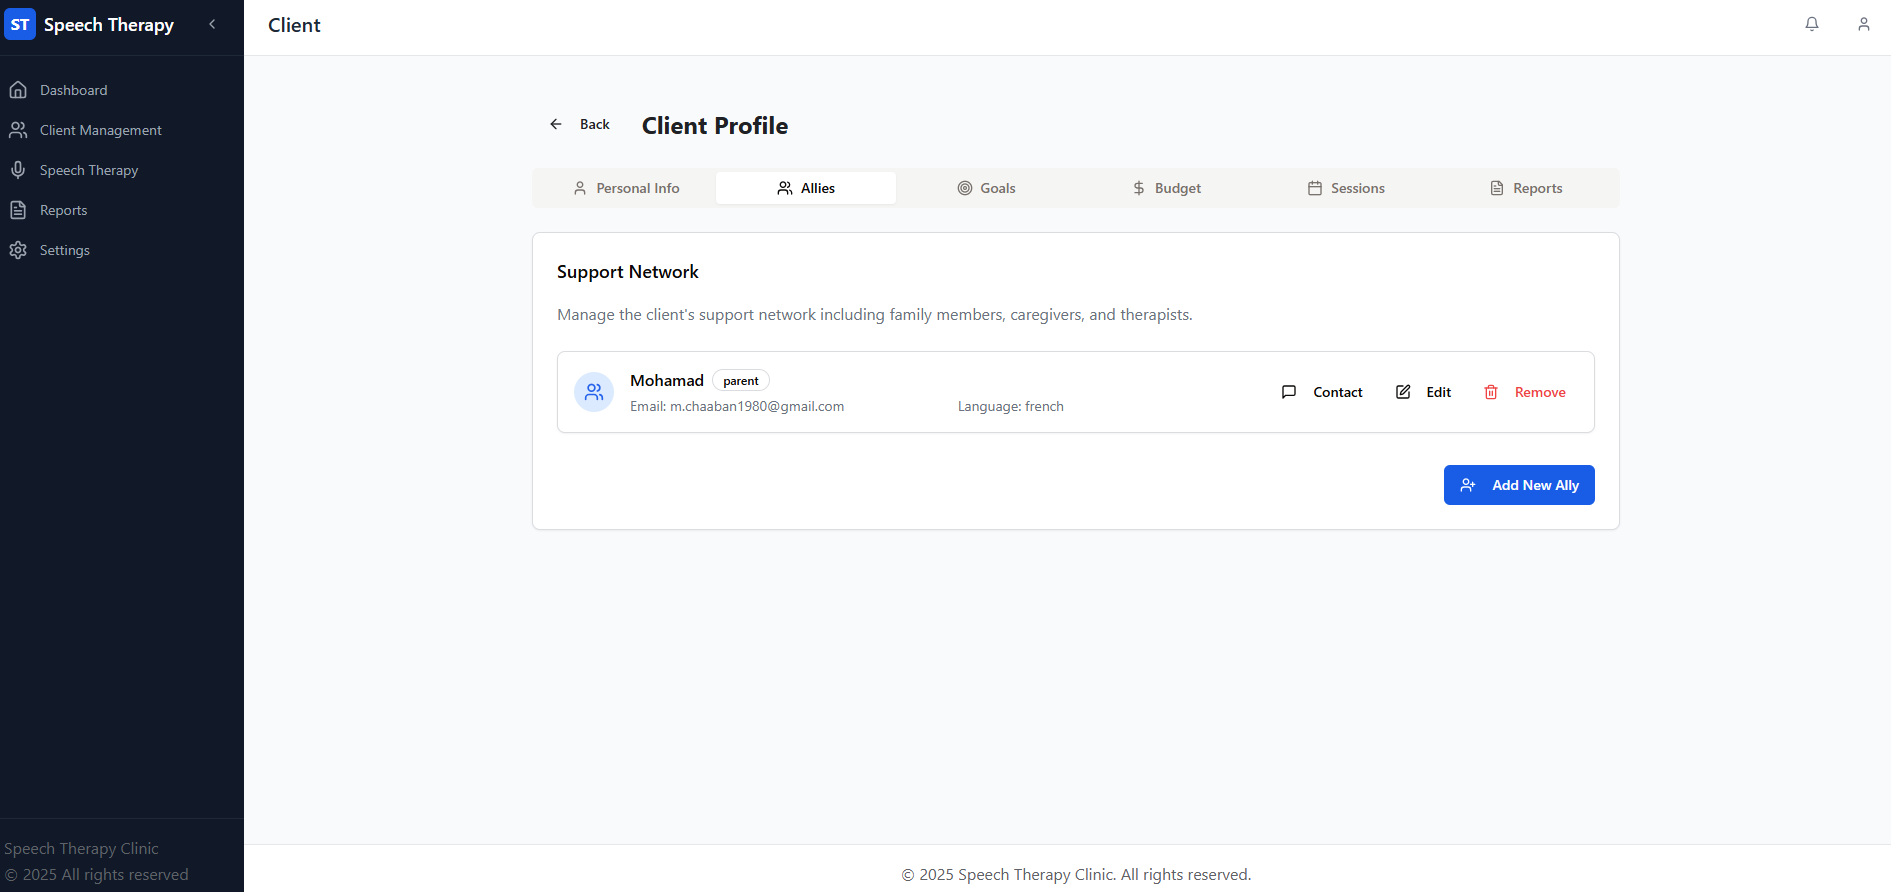 ST Speech Therapy
Client
Dashboard
Client Management
Speech Therapy
Reports
Settings
Back
Client Profile
Personal Info
Allies
Goals
Budget
Sessions
Reports
Support Network
Manage the client's support network including family members, caregivers, and therapists.
Mohamad parent
Email: m.chaaban1980@gmail.com
Language: french
Contact
Edit
Remove
Add New Ally
Speech Therapy Clinic
© 2025 All rights reserved
© 2025 Speech Therapy Clinic. All rights reserved.